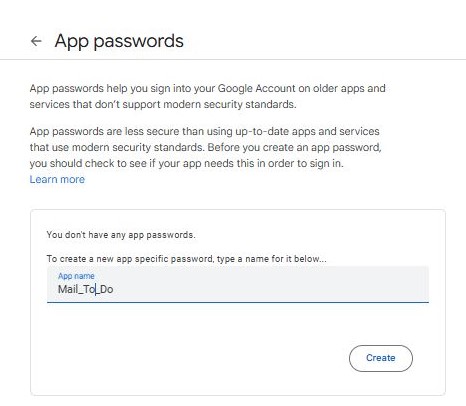 App passwords
App passwords help you sign into your Google Account on older apps and
services that don't support modern security standards.
App passwords are less secure than using up-to-date apps and services
that use modern security standards. Before you create an app password,
you should check to see if your app needs this in order to sign in.
Learn more
You don't have any app passwords.
To create a new app specific password, type a name for it below...
App name
Mail_To_Do
Create